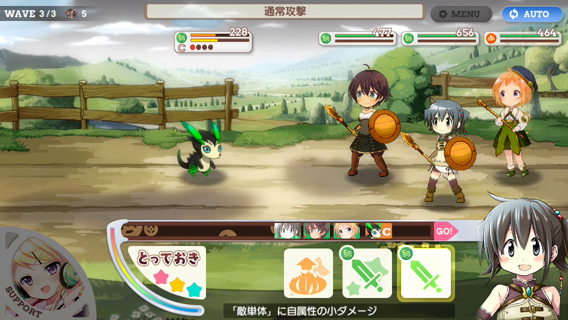 WAVE 3/3 5
通常攻撃
MENU
AUTO
228
C
477
656
464
C
GO!
とっておき
SUPPORT
「敵単体」に自属性の小ダメージ